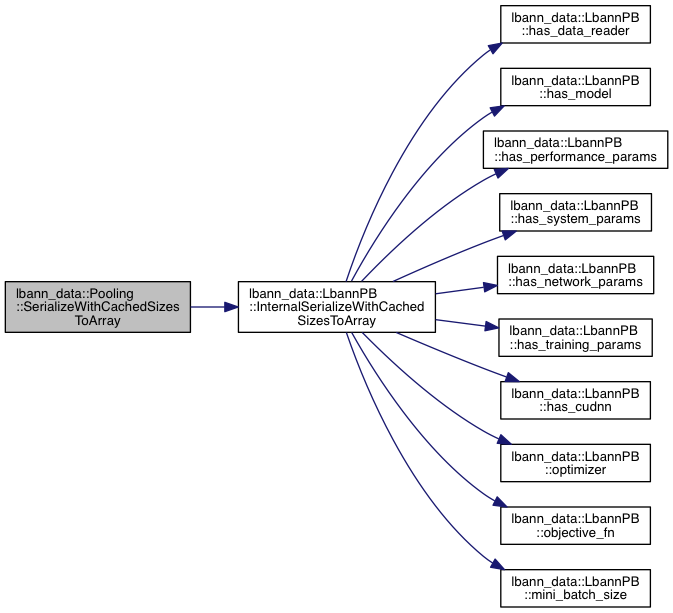 lbann_data::Pooling
::SerializeWithCachedSizes
ToArray
lbann_data::LbannPB
::InternalSerializeWithCached
SizesToArray
lbann_data::LbannPB
::has_data_reader
lbann_data::LbannPB
::has_model
lbann_data::LbannPB
::has_performance_params
lbann_data::LbannPB
::has_system_params
lbann_data::LbannPB
::has_network_params
lbann_data::LbannPB
::has_training_params
lbann_data::LbannPB
::has_cudnn
lbann_data::LbannPB
::optimizer
lbann_data::LbannPB
::objective_fn
lbann_data::LbannPB
::mini_batch_size